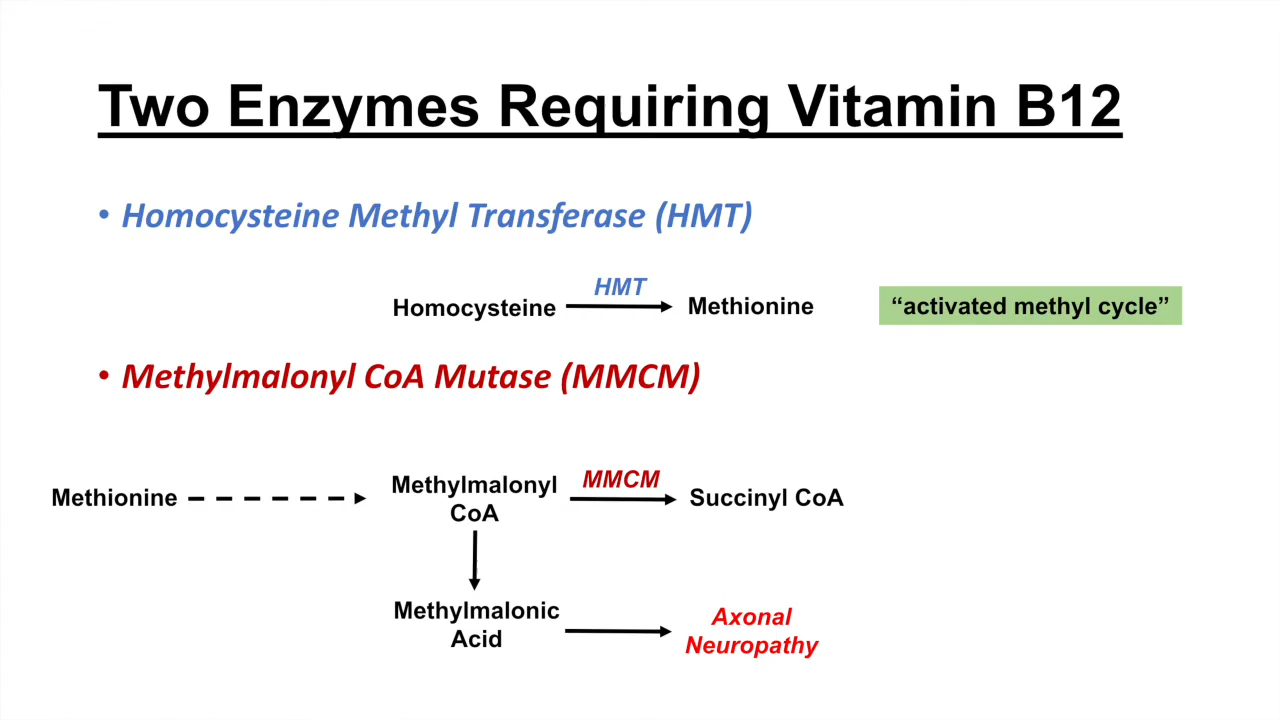 Two Enzymes Requiring Vitamin B12
• Homocysteine Methyl Transferase (HMT)
HMT
Homocysteine
Methionine
“activated methyl cycle”
• Methylmalonyl CoA Mutase (MMCM)
Methionine
Methylmalonyl
CoA
MMCM
Succinyl CoA
Methylmalonic
Acid
Axonal
Neuropathy